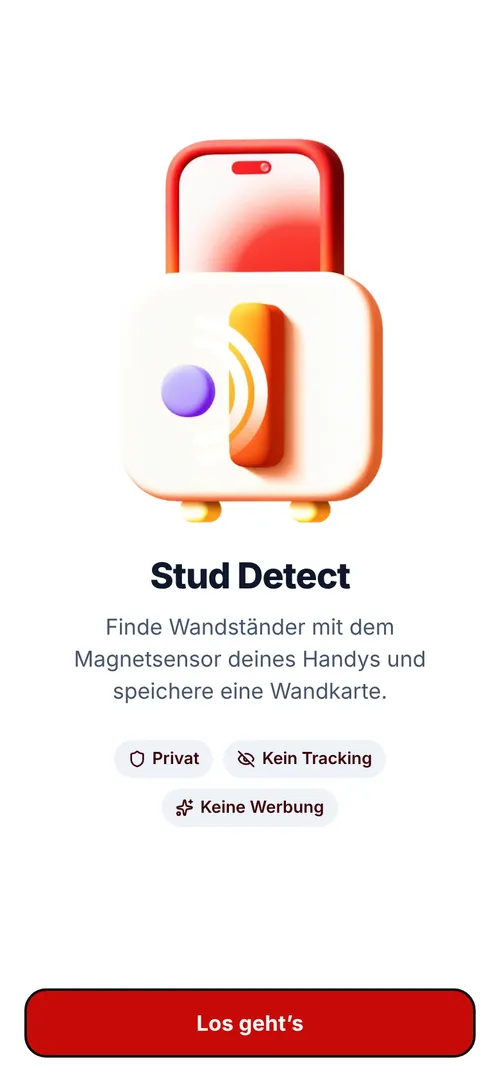 Stud Detect
Finde Wandständer mit dem
Magnetsensor deines Handys und
speichere eine Wandkarte.
Privat
Kein Tracking
Keine Werbung
Los geht’s